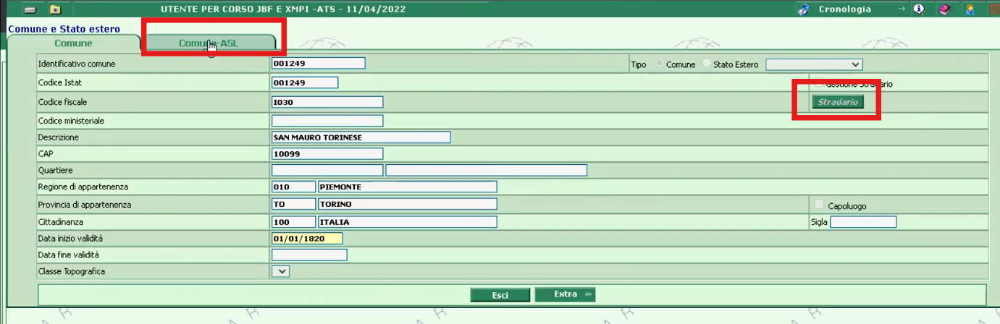 UTENTE PER CORSO JBF E XMPI -ATS - 11/04/2022
Cronologia
Comune e Stato estero
Comune
Comune-ASL
Identificativo comune 001249 Tipo Comune Stato Estero
Codice Istat 001249 Gestione Stradario
Codice fiscale I030 Stradario
Codice ministeriale
Descrizione SAN MAURO TORINESE
CAP 10099
Quartiere
Regione di appartenenza 010 PIEMONTE
Provincia di appartenenza TO TORINO Capoluogo
Cittadinanza 100 ITALIA Sigla
Data inizio validità 01/01/1820
Data fine validità
Classe Topografica
Esci Extra